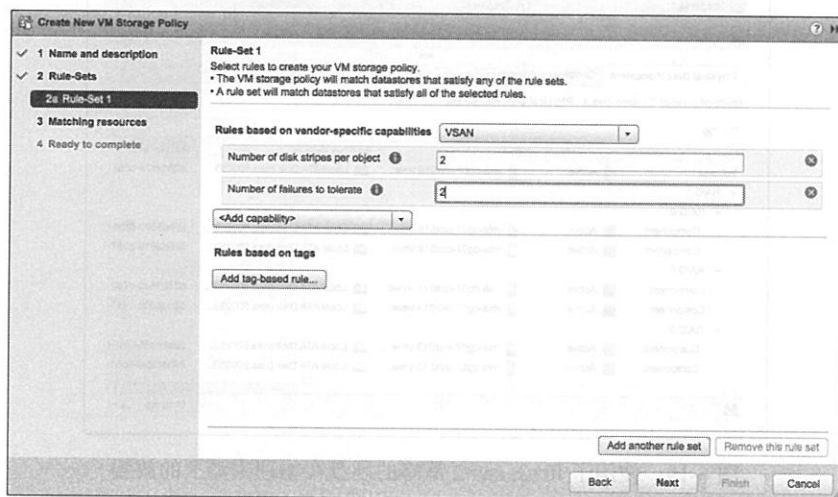 Create New VM Storage Policy
1 Name and description
2 Rule-Sets
2a Rule-Set 1
3 Matching resources
4 Ready to complete
Rule-Set 1
Select rules to create your VM storage policy.
• The VM storage policy will match datastores that satisfy any of the rule sets.
• A rule set will match datastores that satisfy all of the selected rules.
Rules based on vendor-specific capabilities VSAN
Number of disk stripes per object 2
Number of failures to tolerate 2
<Add capability>
Rules based on tags
Add tag-based rule...
Add another rule set Remove this rule set
Back Next Finish Cancel